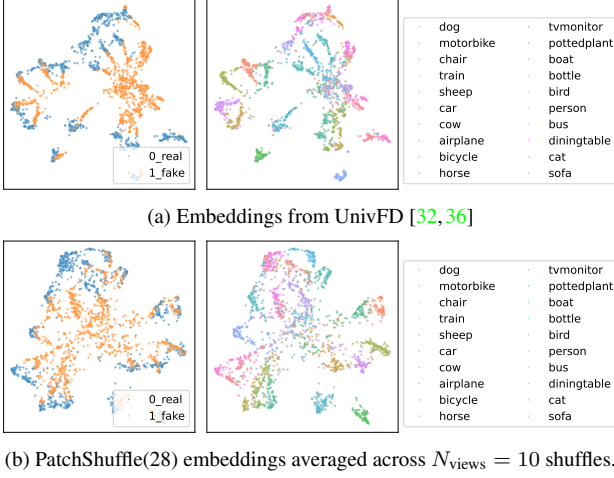 0_real
1_fake
dog tvmonitor
motorbike pottedplant
chair boat
train bottle
sheep bird
car person
cow bus
airplane diningtable
bicycle cat
horse sofa
(a) Embeddings from UnivFD [32, 36]
0_real
1_fake
dog tvmonitor
motorbike pottedplant
chair boat
train bottle
sheep bird
car person
cow bus
airplane diningtable
bicycle cat
horse sofa
(b) PatchShuffle(28) embeddings averaged across N_views = 10 shuffles.